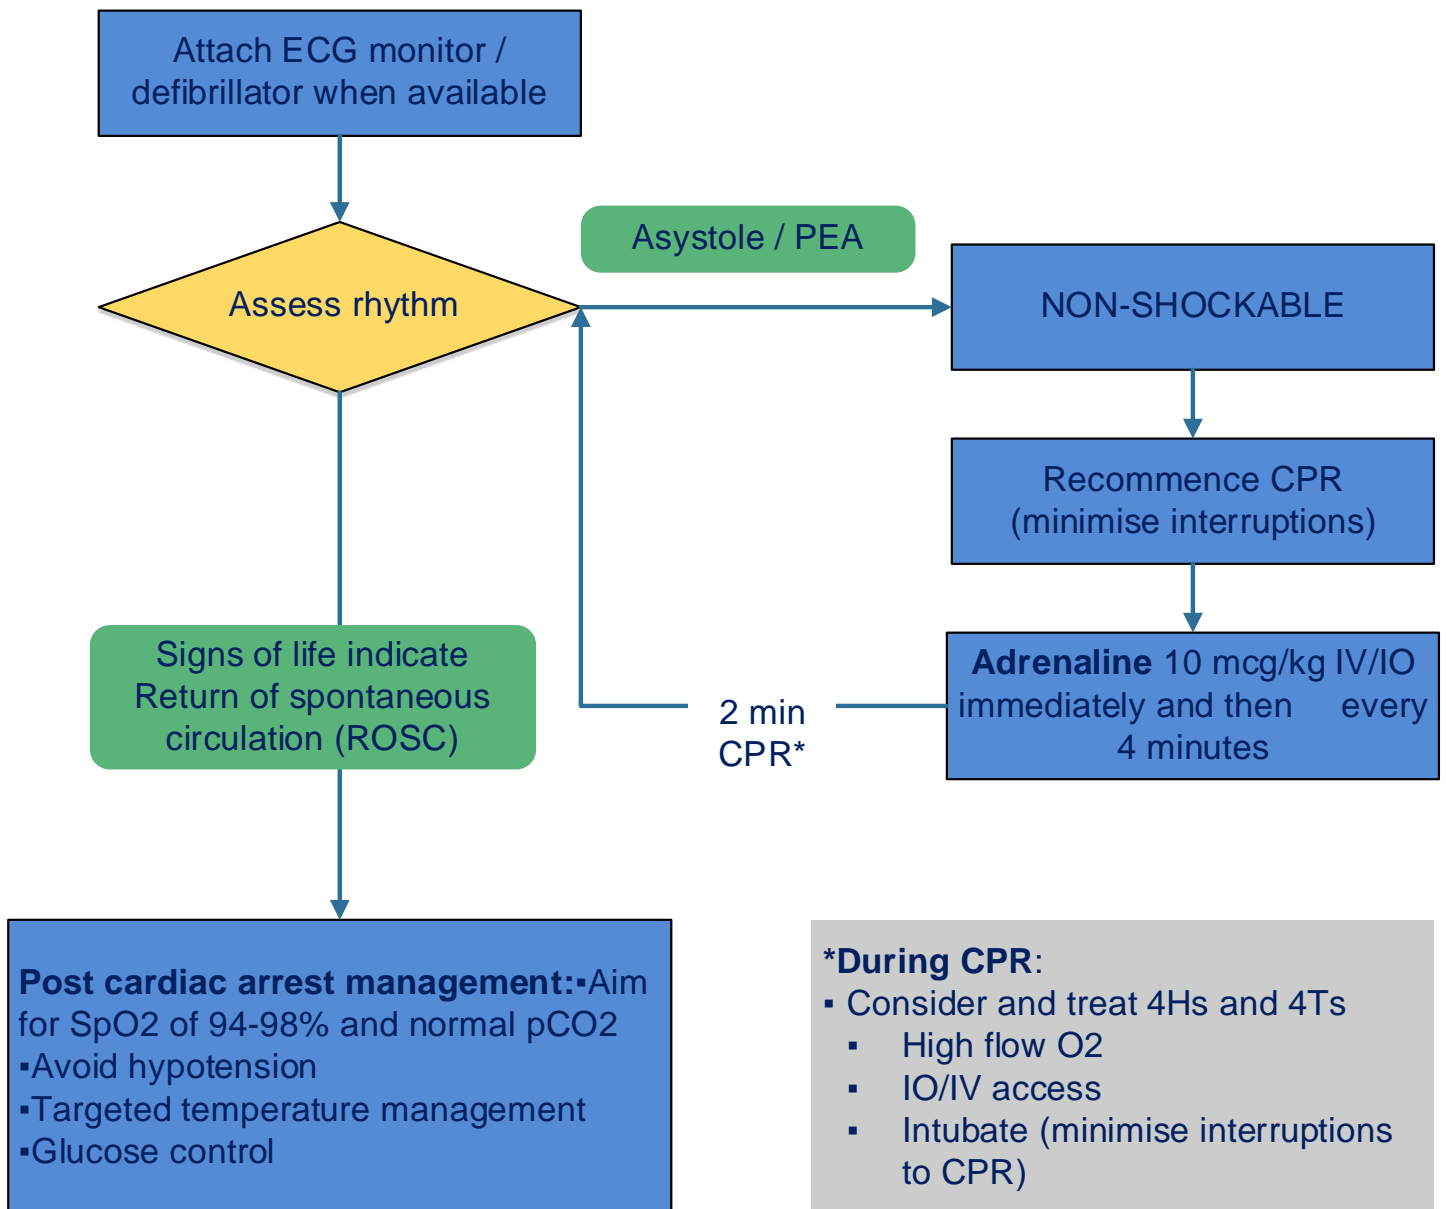 Attach ECG monitor /
defibrillator when available
Asystole / PEA
Assess rhythm
NON-SHOCKABLE
Recommence CPR
(minimise interruptions)
Signs of life indicate
Return of spontaneous
circulation (ROSC)
Adrenaline 10 mcg/kg IV/IO
immediately and then every
4 minutes
2 min
CPR*
Post cardiac arrest management:▪Aim
for SpO2 of 94-98% and normal pCO2
▪Avoid hypotension
▪Targeted temperature management
▪Glucose control
*During CPR:
▪ Consider and treat 4Hs and 4Ts
▪ High flow O2
▪ IO/IV access
▪ Intubate (minimise interruptions
to CPR)